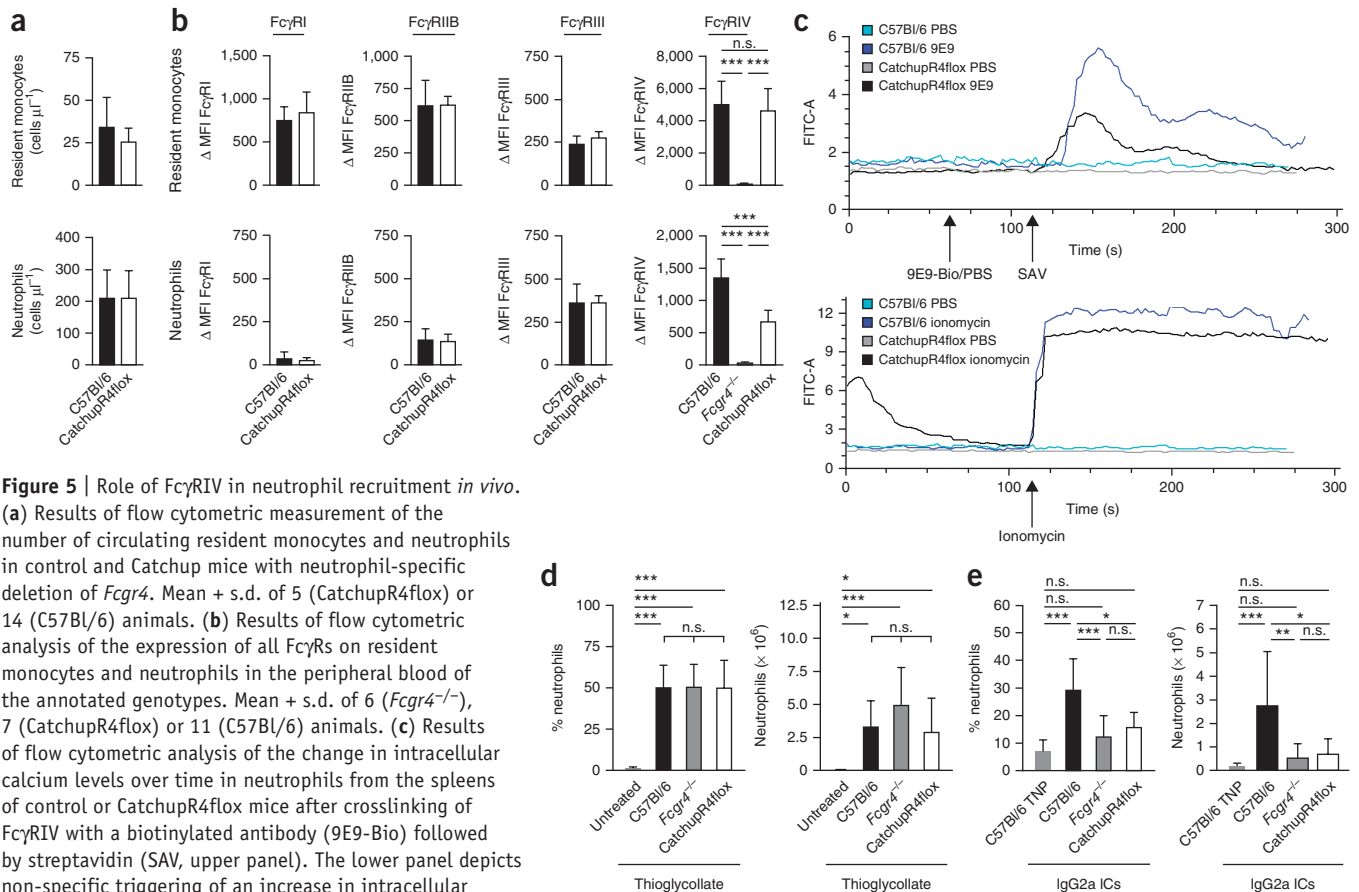 a
Resident monocytes
(cells µl⁻¹)
75
50
25
0
Neutrophils
(cells µl⁻¹)
400
300
200
100
0
C57Bl/6
CatchupR4flox
b
FcγRI
FcγRIIB
FcγRIII
FcγRIV
Resident monocytes
Δ MFI FcγRI
1,500
1,000
500
0
Δ MFI FcγRIIB
1,000
750
500
250
0
Δ MFI FcγRIII
750
500
250
0
Δ MFI FcγRIV
8,000
6,000
4,000
2,000
0
n.s.
*** ***
Neutrophils
Δ MFI FcγRI
750
500
250
0
C57Bl/6
CatchupR4flox
Δ MFI FcγRIIB
750
500
250
0
C57Bl/6
CatchupR4flox
Δ MFI FcγRIII
750
500
250
0
C57Bl/6
CatchupR4flox
Δ MFI FcγRIV
1,500
1,000
500
0
***
*** ***
C57Bl/6
Fcgr4⁻/⁻
CatchupR4flox
c
C57Bl/6 PBS
C57Bl/6 9E9
CatchupR4flox PBS
CatchupR4flox 9E9
FITC-A
6
4
2
0
0 100 200 300
Time (s)
9E9-Bio/PBS
SAV
C57Bl/6 PBS
C57Bl/6 ionomycin
CatchupR4flox PBS
CatchupR4flox ionomycin
FITC-A
12
9
6
3
0
0 100 200 300
Time (s)
Ionomycin
Figure 5 | Role of FcγRIV in neutrophil recruitment in vivo.
(a) Results of flow cytometric measurement of the
number of circulating resident monocytes and neutrophils
in control and Catchup mice with neutrophil-specific
deletion of Fcgr4. Mean + s.d. of 5 (CatchupR4flox) or
14 (C57BL/6) animals. (b) Results of flow cytometric
analysis of the expression of all FcγRs on resident
monocytes and neutrophils in the peripheral blood of
the annotated genotypes. Mean + s.d. of 6 (Fcgr4⁻/⁻),
7 (CatchupR4flox) or 11 (C57Bl/6) animals. (c) Results
of flow cytometric analysis of the change in intracellular
calcium levels over time in neutrophils from the spleens
of control or CatchupR4flox mice after crosslinking of
FcγRIV with a biotinylated antibody (9E9-Bio) followed
by streptavidin (SAV, upper panel). The lower panel depicts
non-specific triggering of an increase in intracellular
d
% neutrophils
100
75
50
25
0
***
***
***
n.s.
Untreated
C57Bl/6
Fcgr4⁻/⁻
CatchupR4flox
Thioglycollate
Neutrophils (× 10⁶)
12.5
10.0
7.5
5.0
2.5
0
*
***
*
n.s.
Untreated
C57Bl/6
Fcgr4⁻/⁻
CatchupR4flox
Thioglycollate
e
% neutrophils
60
50
40
30
20
10
0
n.s.
n.s.
*** *
*** n.s.
C57Bl/6 TNP
C57Bl/6
Fcgr4⁻/⁻
CatchupR4flox
IgG2a ICs
Neutrophils (× 10⁶)
7
6
5
4
3
2
1
0
n.s.
n.s.
*** *
** n.s.
C57Bl/6 TNP
C57Bl/6
Fcgr4⁻/⁻
CatchupR4flox
IgG2a ICs